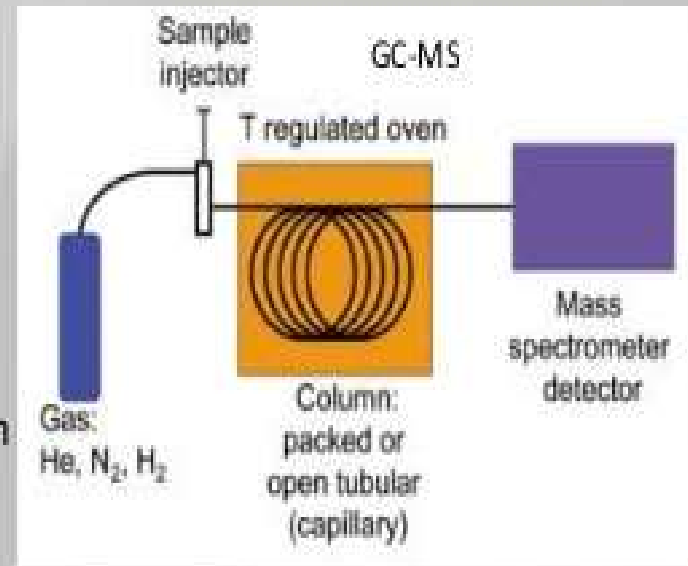 Sample
injector
GC-MS
T regulated oven
Mass
spectrometer
detector
Gas:
He, N₂, H₂
Column:
packed or
open tubular
(capillary)